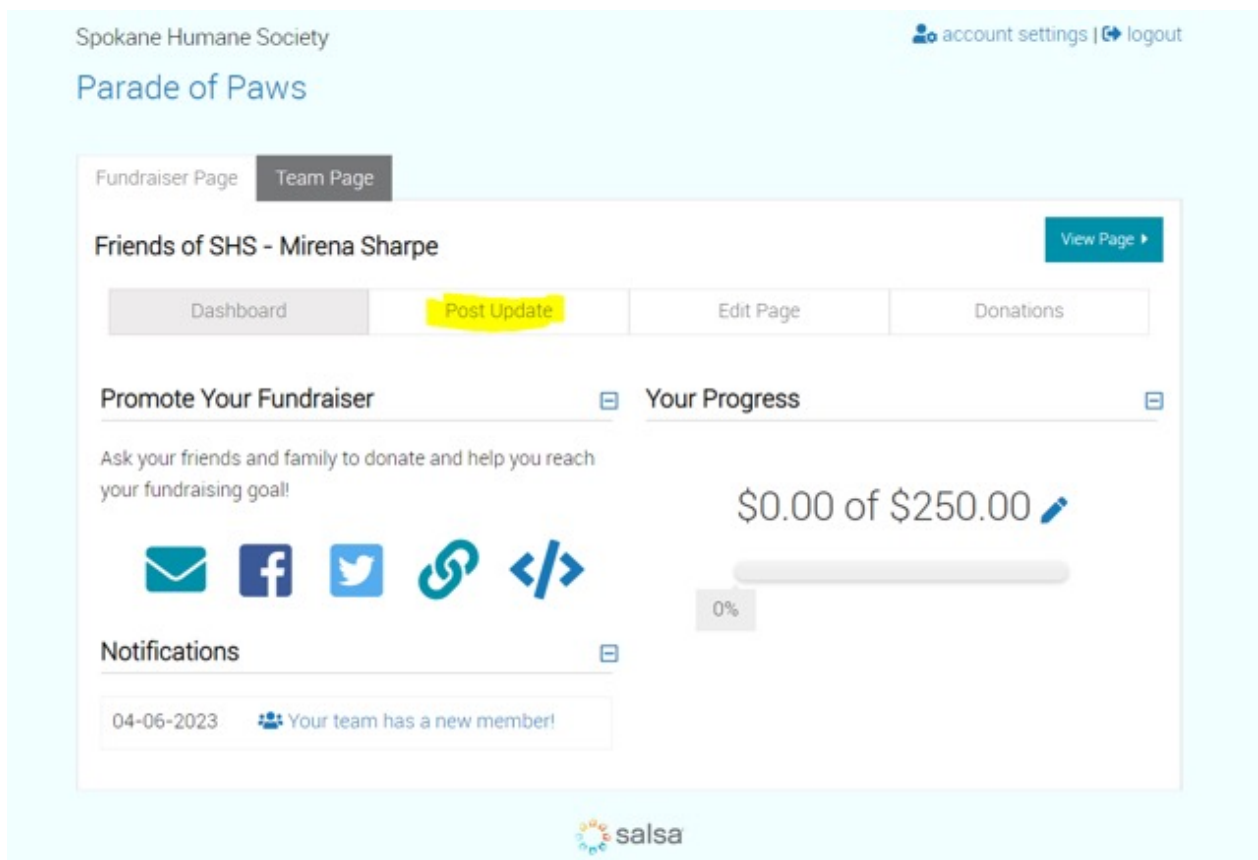 Spokane Humane Society
account settings | logout
Parade of Paws
Fundraiser Page
Team Page
Friends of SHS - Mirena Sharpe
View Page
Dashboard
Post Update
Edit Page
Donations
Promote Your Fundraiser
Ask your friends and family to donate and help you reach
your fundraising goal!
Notifications
04-06-2023 Your team has a new member!
Your Progress
$0.00 of $250.00
0%
salsa